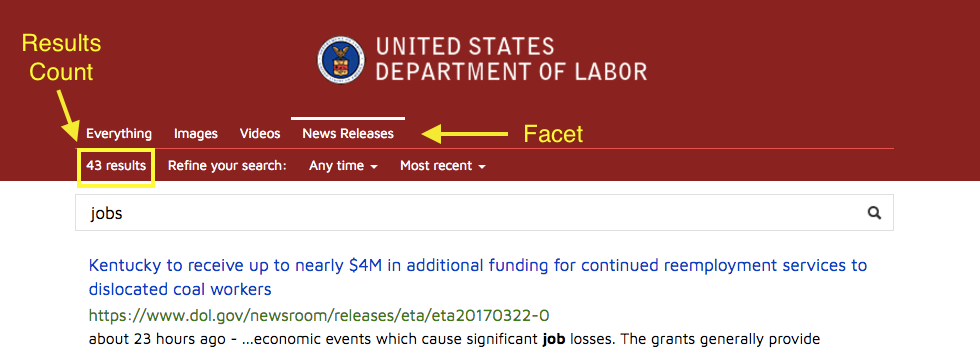 Results
Count
UNITED STATES
DEPARTMENT OF LABOR
Everything Images Videos News Releases
Facet
43 results Refine your search: Any time Most recent
jobs
Kentucky to receive up to nearly $4M in additional funding for continued reemployment services to
dislocated coal workers
https://www.dol.gov/newsroom/releases/eta/eta20170322-0
about 23 hours ago - ...economic events which cause significant job losses. The grants generally provide